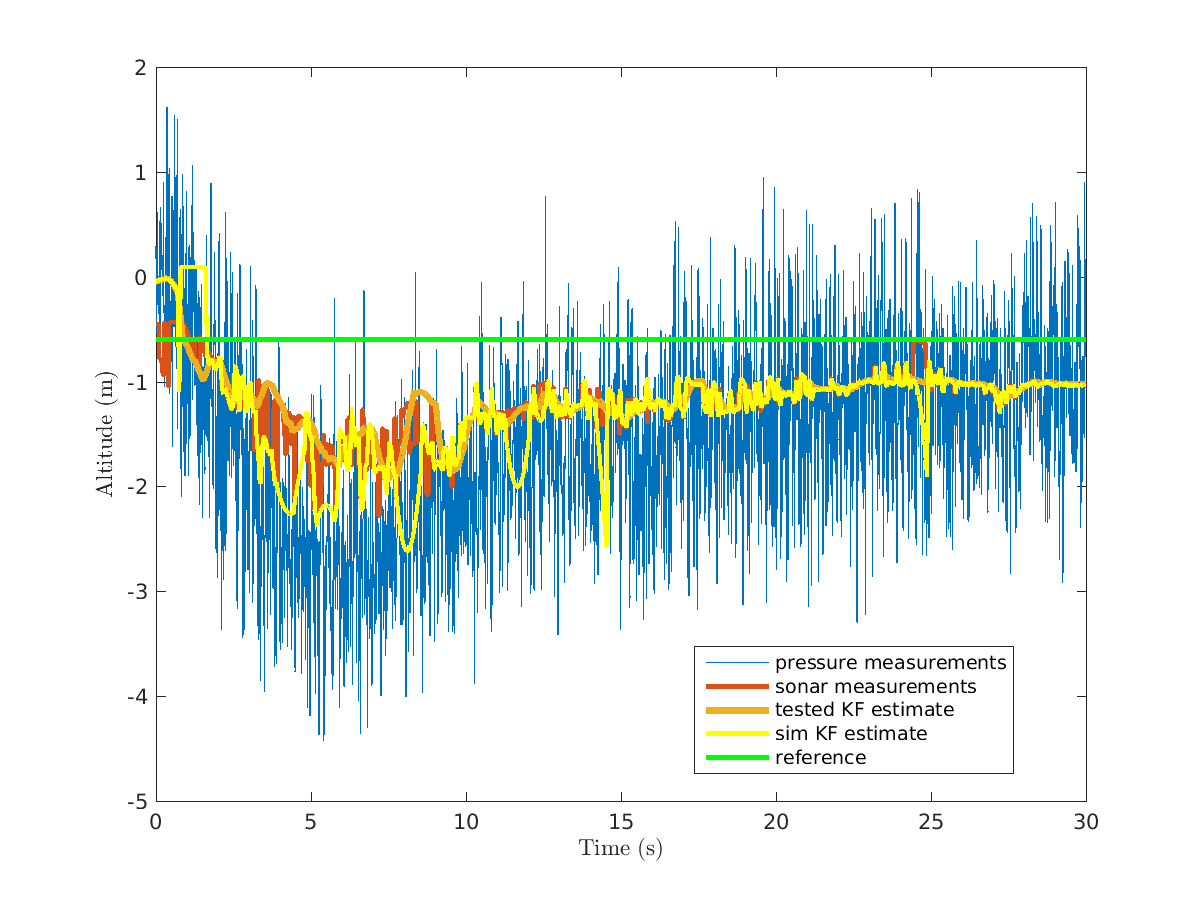 2
1
0
-1
-2
-3
-4
-5
Altitude (m)
pressure measurements
sonar measurements
tested KF estimate
sim KF estimate
reference
0 5 10 15 20 25 30
Time (s)